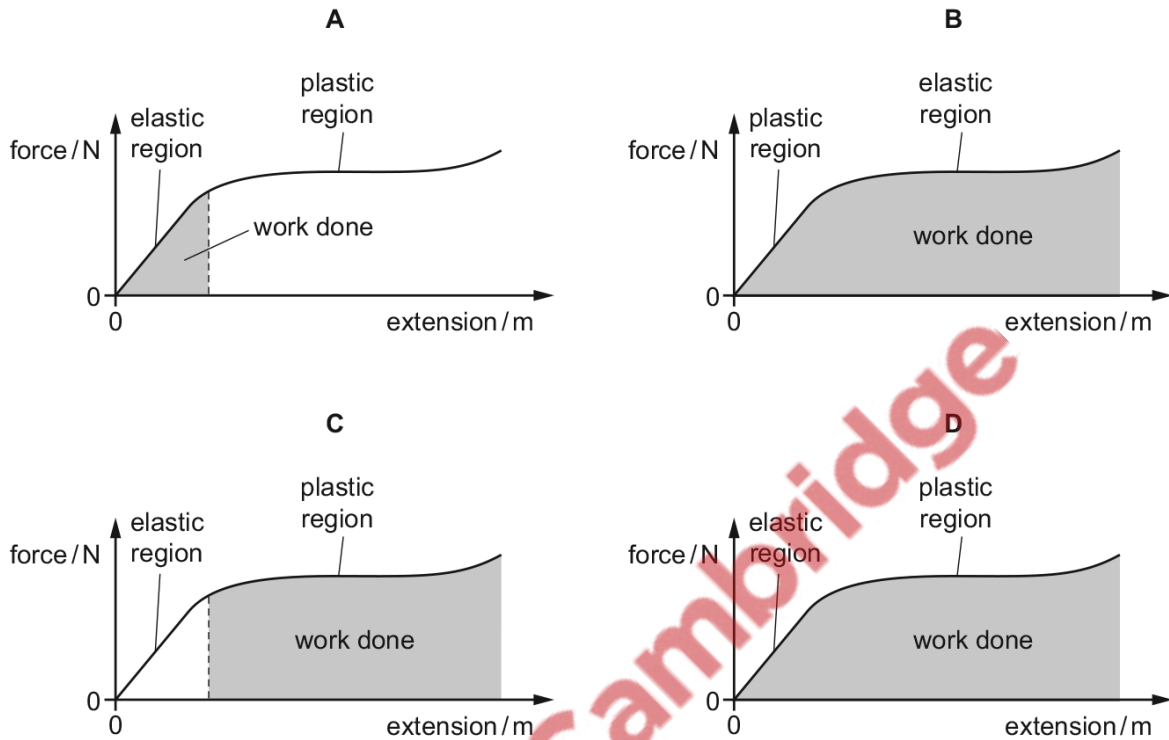 A
plastic
region
elastic
region
force/N
work done
0
0
extension/m
B
elastic
region
plastic
region
force/N
work done
0
0
extension/m
C
plastic
region
elastic
region
force/N
work done
0
0
extension/m
D
plastic
region
elastic
region
force/N
work done
0
0
extension/m
Cambridge